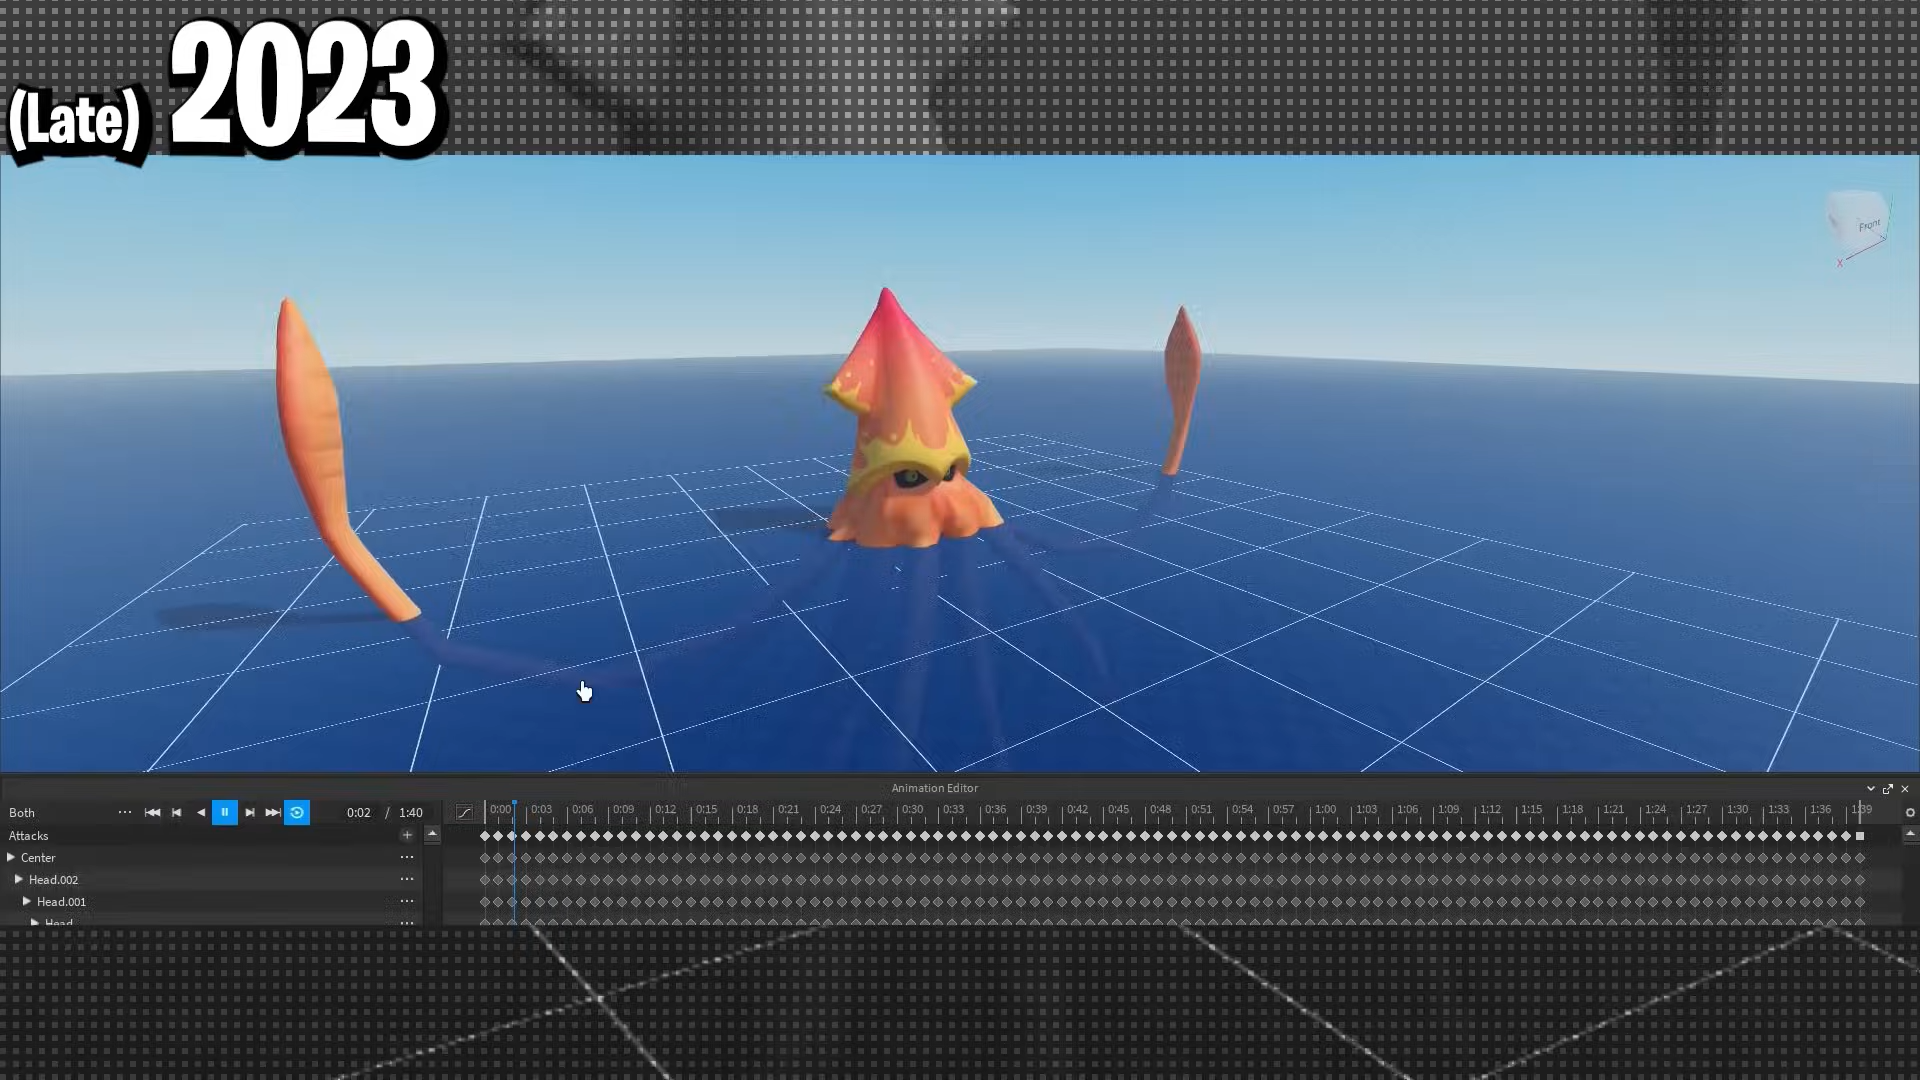 (Late) 2023
Front
X
Animation Editor
Both
0:02 / 1:40
0:00 0:03 0:06 0:09 0:12 0:15 0:18 0:21 0:24 0:27 0:30 0:33 0:36 0:39 0:42 0:45 0:48 0:51 0:54 0:57 1:00 1:03 1:06 1:09 1:12 1:15 1:18 1:21 1:24 1:27 1:30 1:33 1:36 1:39
Attacks
Center
Head.002
Head.001
Head